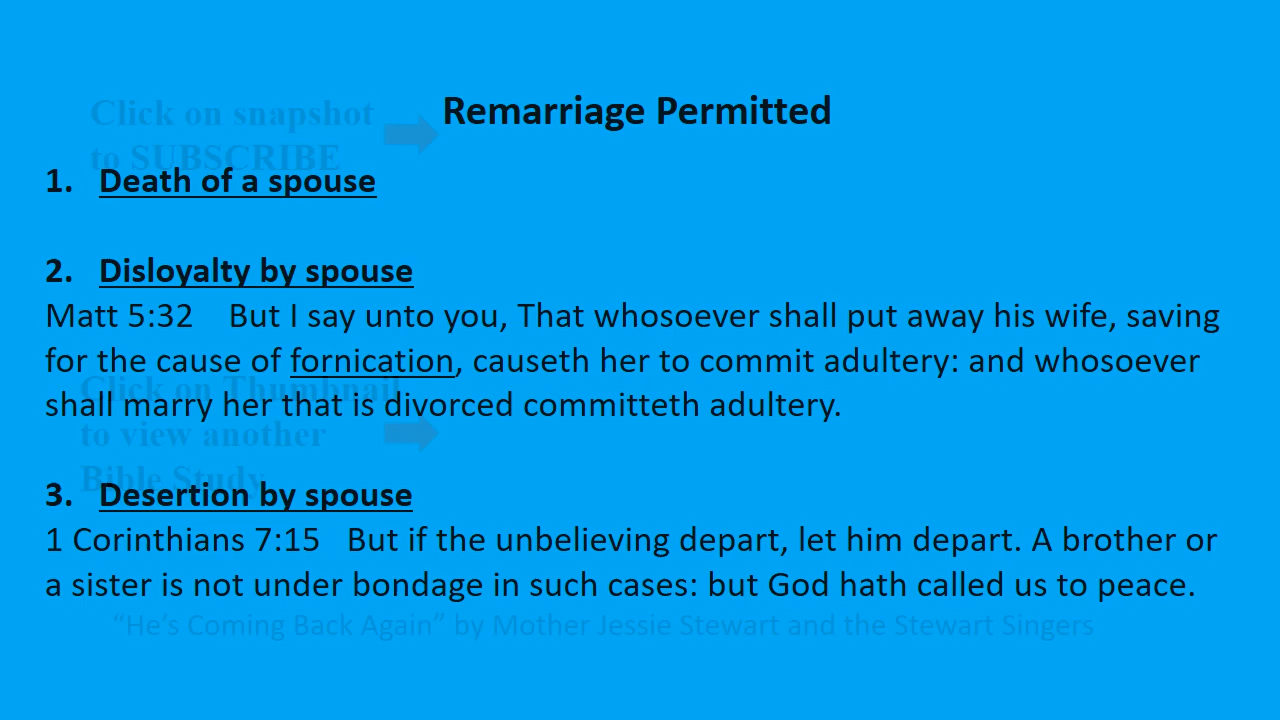 Click on snapshot
to SUBSCRIBE
Remarriage Permitted
1. Death of a spouse
2. Disloyalty by spouse
Matt 5:32 But I say unto you, That whosoever shall put away his wife, saving
for the cause of fornication, causeth her to commit adultery: and whosoever
shall marry her that is divorced committeth adultery.
Click on Thumbnail
to view another
Bible Study
3. Desertion by spouse
1 Corinthians 7:15 But if the unbelieving depart, let him depart. A brother or
a sister is not under bondage in such cases: but God hath called us to peace.
“He’s Coming Back Again” by Mother Jessie Stewart and the Stewart Singers